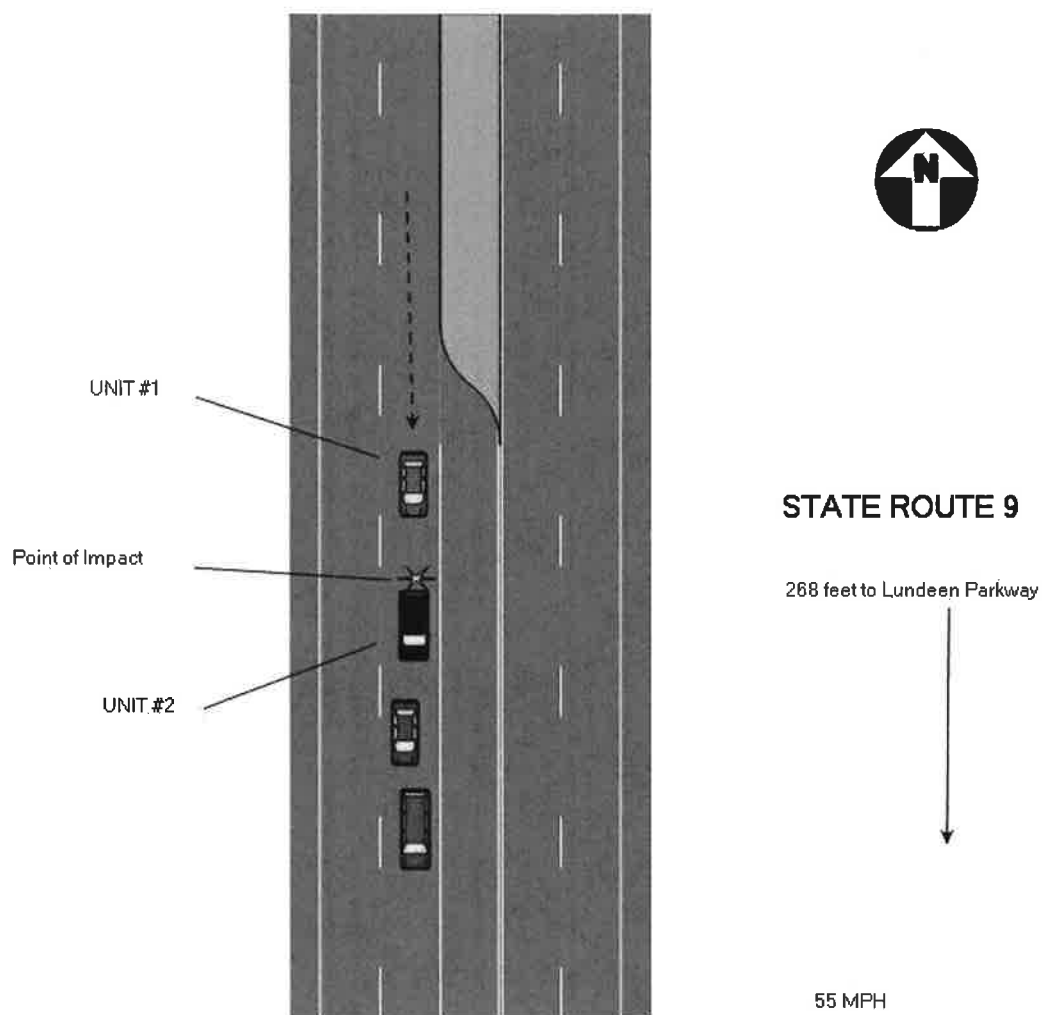 N
UNIT #1
STATE ROUTE 9
Point of Impact
268 feet to Lundeen Parkway
UNIT #2
55 MPH